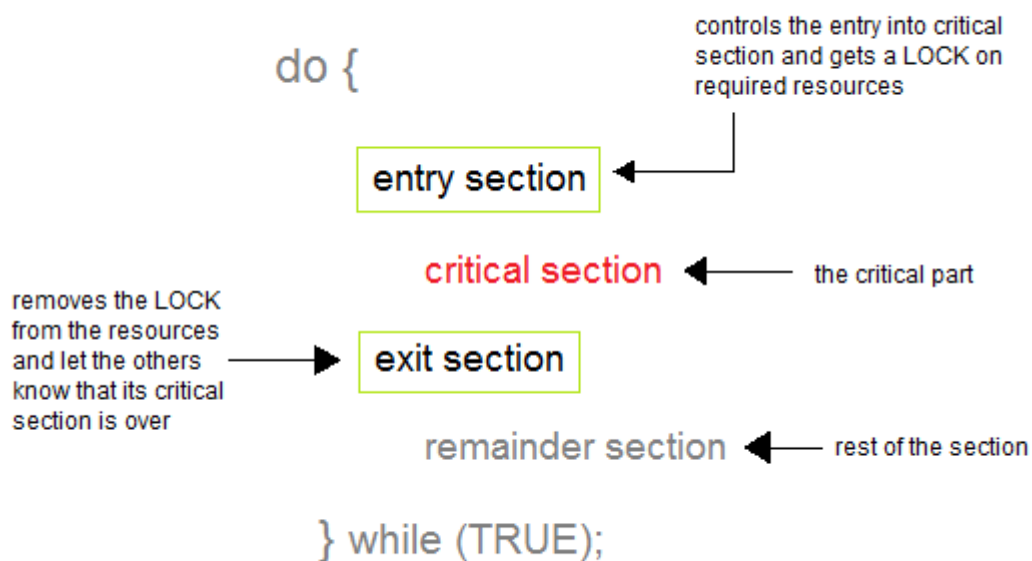 controls the entry into critical
section and gets a LOCK on
required resources
do {
entry section
critical section
the critical part
removes the LOCK
from the resources
and let the others
know that its critical
section is over
exit section
remainder section
rest of the section
} while (TRUE);